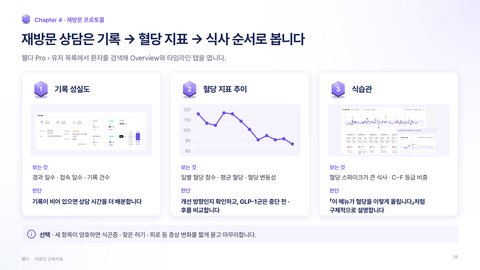 Chapter 4 · 재방문 프로토콜
재방문 상담은 기록 → 혈당 지표 → 식사 순서로 봅니다
웰다 Pro › 유저 목록에서 환자를 검색해 Overview와 타임라인 탭을 엽니다.
1 기록 성실도
보는 것
경과 일수 · 접속 일수 · 기록 건수
판단
기록이 비어 있으면 상담 시간을 더 배분합니다
2 혈당 지표 추이
120
110
100
90
80
보는 것
일별 혈당 점수 · 평균 혈당 · 혈당 변동성
판단
개선 방향인지 확인하고, GLP-1군은 중단 전·
후를 비교합니다
3 식습관
보는 것
혈당 스파이크가 큰 식사 · C–F 등급 비중
판단
「이 메뉴가 혈당을 이렇게 올립니다」처럼
구체적으로 설명합니다
선택 · 세 항목이 양호하면 식곤증 · 잦은 허기 · 피로 등 증상 변화를 짧게 묻고 마무리합니다.
웰다 · 의료진 교육자료